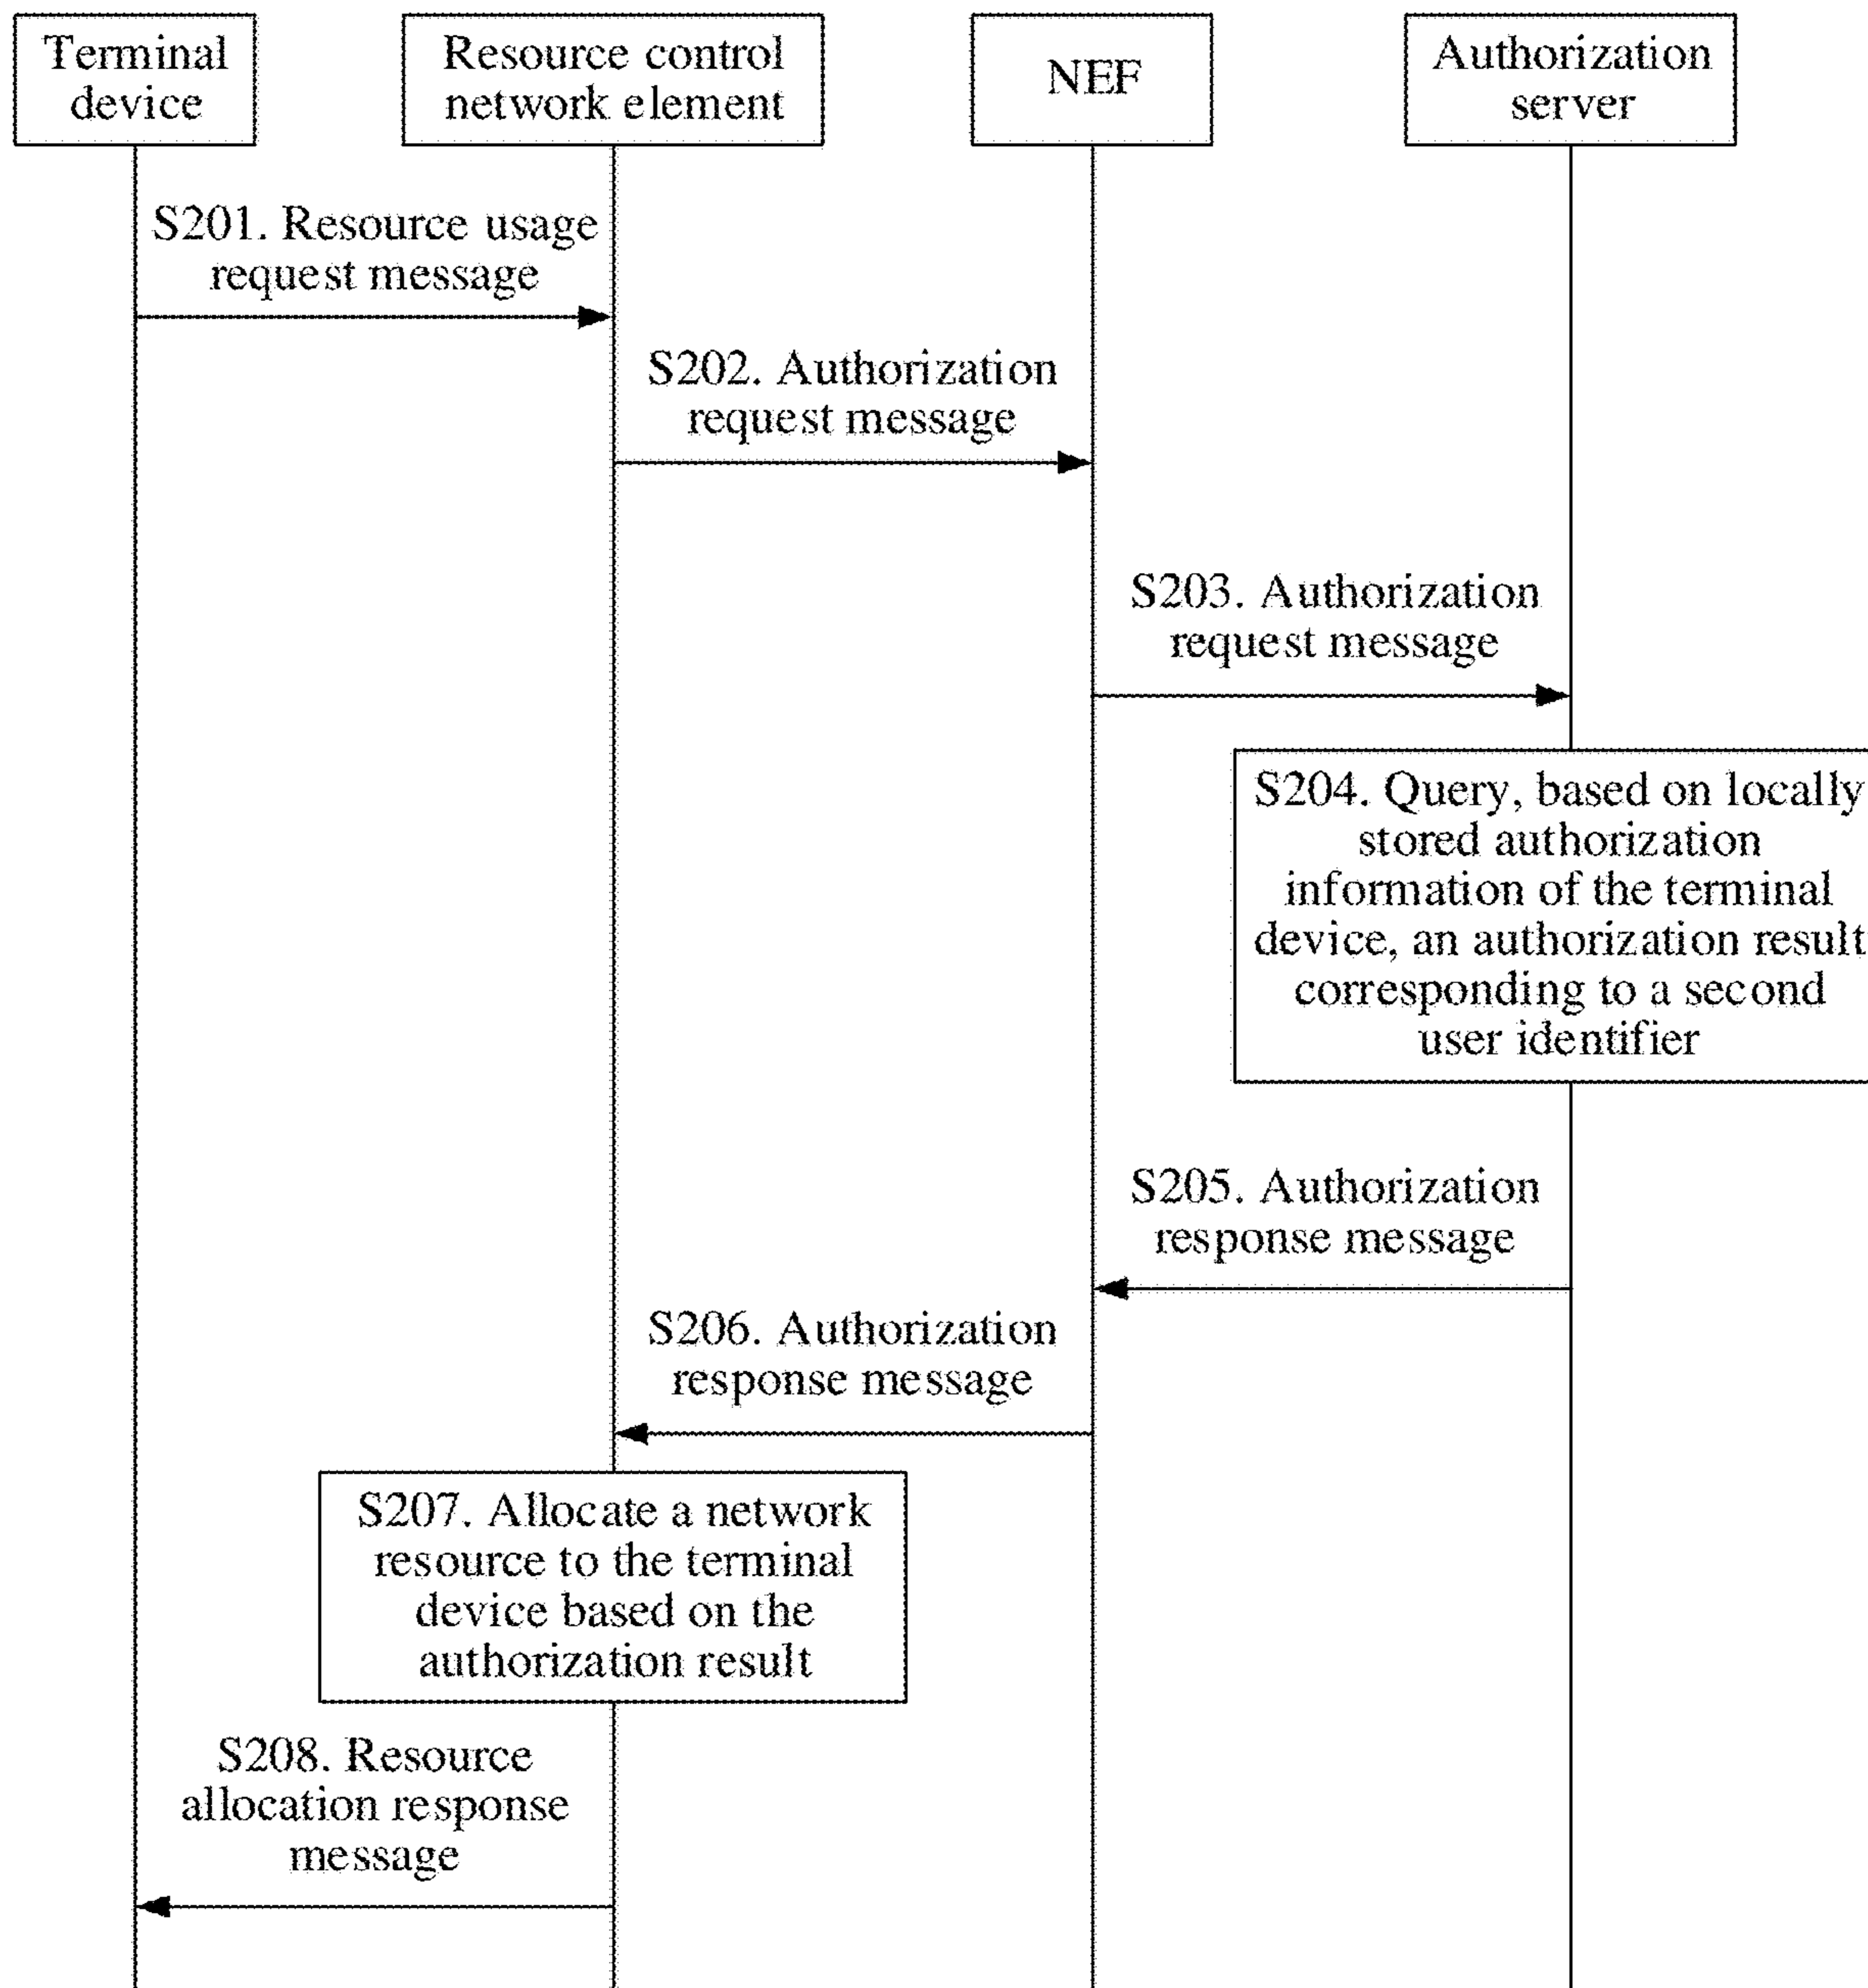 Terminal
device
Resource control
network element
NEF
Authorization
server
S201. Resource usage
request message
S202. Authorization
request message
S203. Authorization
request message
S204. Query, based on locally
stored authorization
information of the terminal
device, an authorization result
corresponding to a second
user identifier
S205. Authorization
response message
S206. Authorization
response message
S207. Allocate a network
resource to the terminal
device based on the
authorization result
S208. Resource
allocation response
message